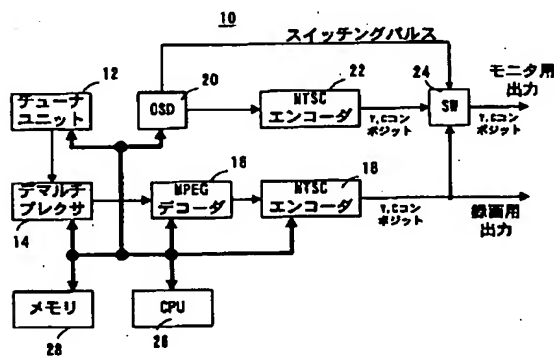 10
スイッチングパルス
12
チューナ
ユニット
20
OSD
22
NTSC
エンコーダ
24
SW
モニタ用
出力
Y,Cコン
ポジット
Y,Cコン
ポジット
デマルチ
プレクサ
14
16
MPEG
デコーダ
18
NTSC
エンコーダ
Y,Cコン
ポジット
録画用
出力
メモリ
28
CPU
26